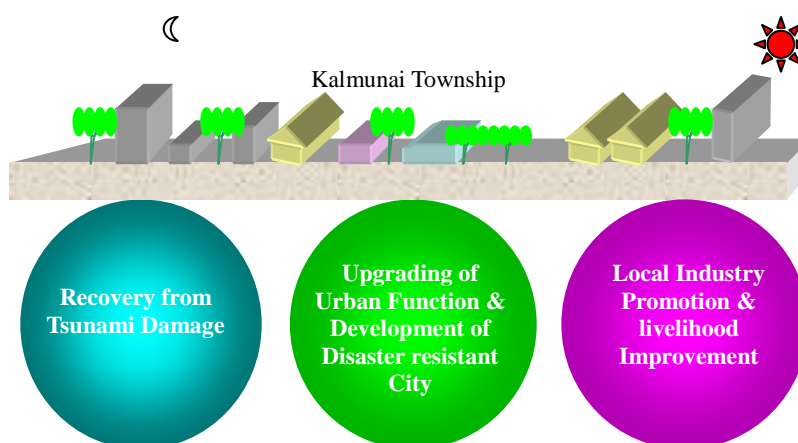 Kalmunai Township
Recovery from
Tsunami Damage
Upgrading of
Urban Function &
Development of
Disaster resistant
City
Local Industry
Promotion &
livelihood
Improvement